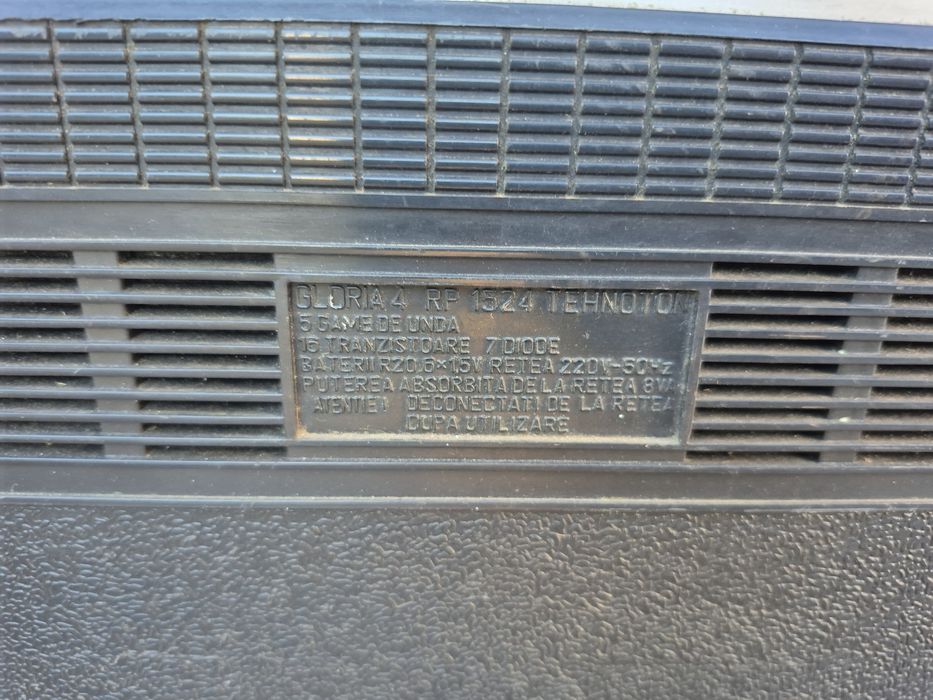 GLORIA 4 RP 1524 TEHNOTON
5 GAME DE UNDA
16 TRANZISTOARE 7 DIODE
BATERII R20,6×1,5V RETEA 220V-50Hz
PUTEREA ABSORBITA DE LA RETEA 8VA
ATENTIE! DECONECTATI DE LA RETEA
DUPA UTILIZARE